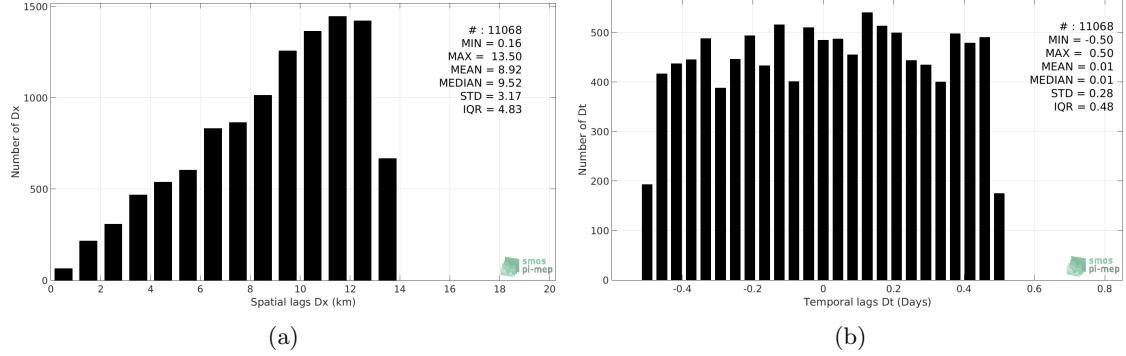 1500
1000
500
0
Number of Dx
# : 11068
MIN = 0.16
MAX = 13.50
MEAN = 8.92
MEDIAN = 9.52
STD = 3.17
IQR = 4.83
smos
pi-mep
0 2 4 6 8 10 12 14 16 18 20
Spatial lags Dx (km)
(a)
500
400
300
200
100
0
Number of Dt
# : 11068
MIN = -0.50
MAX = 0.50
MEAN = 0.01
MEDIAN = 0.01
STD = 0.28
IQR = 0.48
smos
pi-mep
-0.4 -0.2 0 0.2 0.4 0.6 0.8
Temporal lags Dt (Days)
(b)